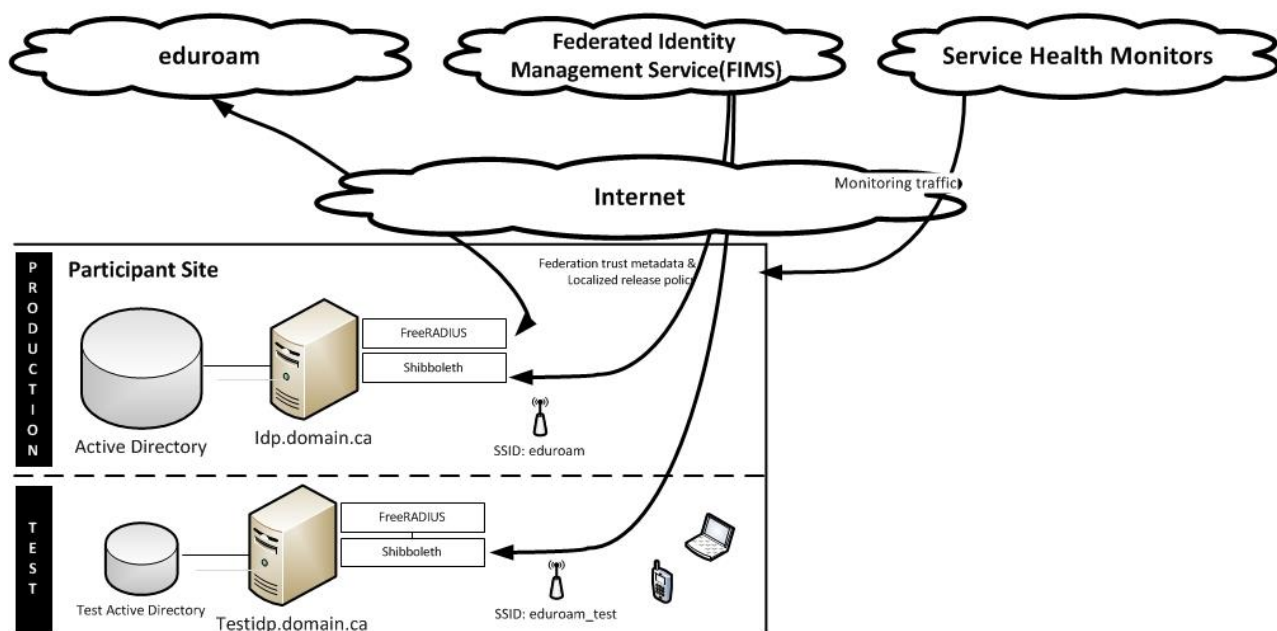 eduroam
Federated Identity
Management Service(FIMS)
Service Health Monitors
Internet
Monitoring traffic
PRODUCTION
Participant Site
Federation trust metadata &
Localized release policy
FreeRADIUS
Shibboleth
Active Directory
Idp.domain.ca
SSID: eduroam
TEST
FreeRADIUS
Shibboleth
Test Active Directory
Testidp.domain.ca
SSID: eduroam_test